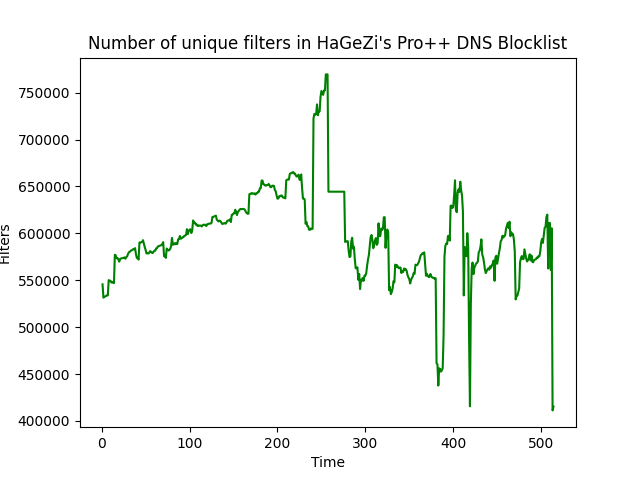 Number of unique filters in HaGeZi's Pro++ DNS Blocklist
750000
700000
650000
600000
550000
500000
450000
400000
Filters
0 100 200 300 400 500
Time